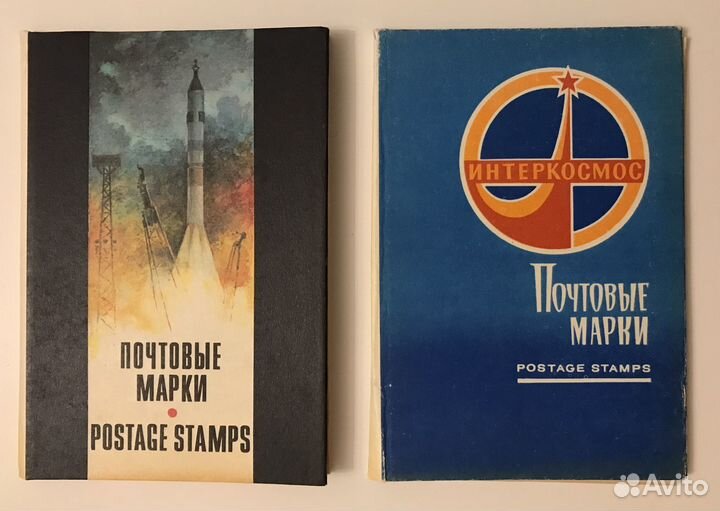 ПОЧТОВЫЕ
МАРКИ
POSTAGE STAMPS
ИНТЕРКОСМОС
Почтовые
МАРКИ
POSTAGE STAMPS
Avito